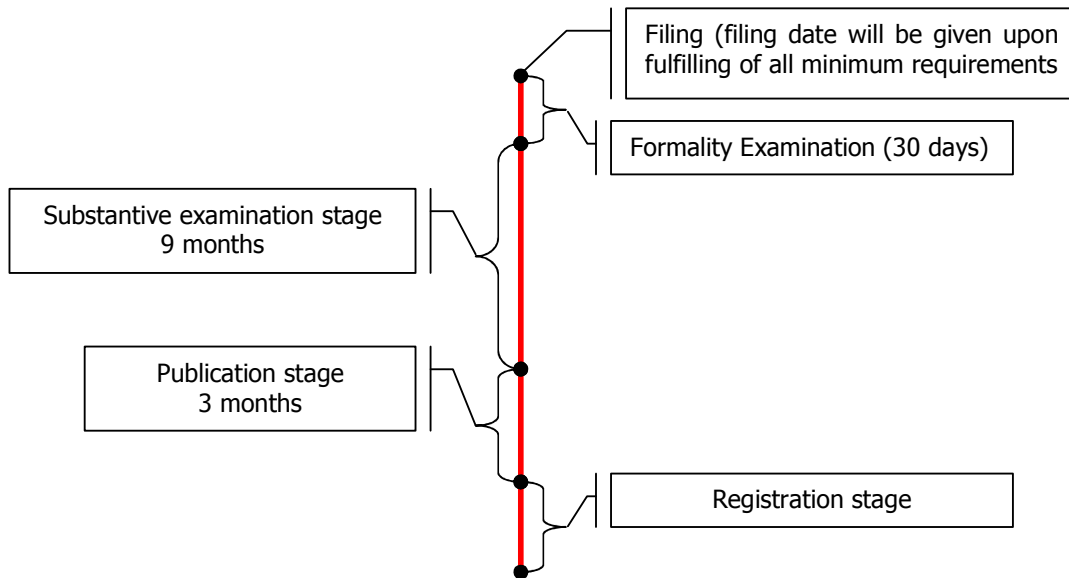 Filing (filing date will be given upon
fulfilling of all minimum requirements
Formality Examination (30 days)
Substantive examination stage
9 months
Publication stage
3 months
Registration stage